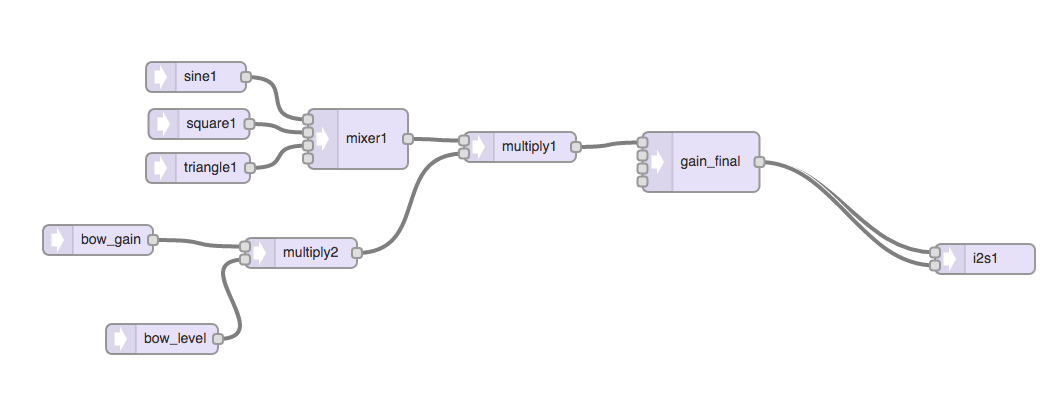 sine1
square1
triangle1
mixer1
multiply1
gain_final
bow_gain
multiply2
bow_level
i2s1